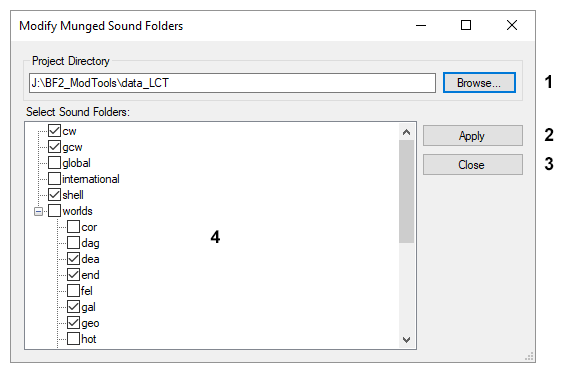 Modify Munged Sound Folders
Project Directory
J:\BF2_ModTools\data_LCT
Browse...
1
Select Sound Folders:
cw
Apply
2
gcw
global
Close
3
international
shell
worlds
cor
4
dag
dea
end
fel
gal
geo
hot